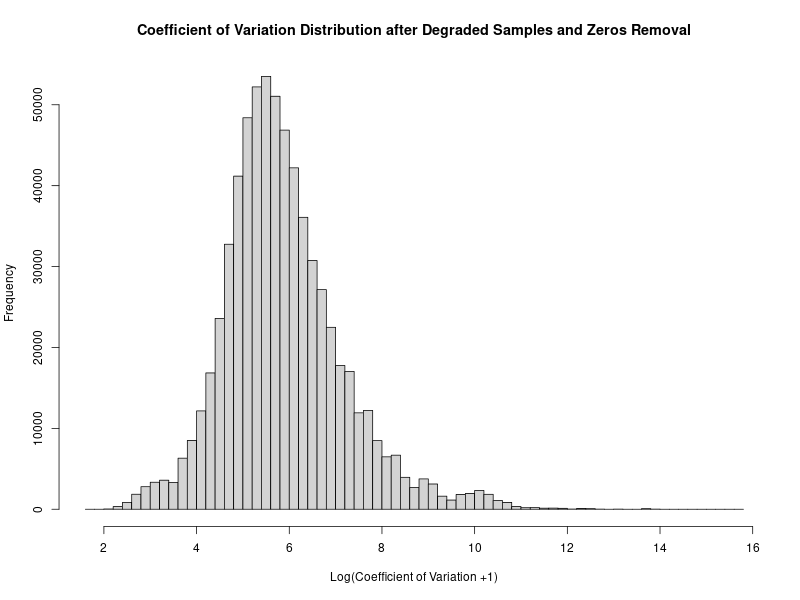 Coefficient of Variation Distribution after Degraded Samples and Zeros Removal
50000
40000
30000
20000
10000
0
Frequency
2 4 6 8 10 12 14 16
Log(Coefficient of Variation +1)